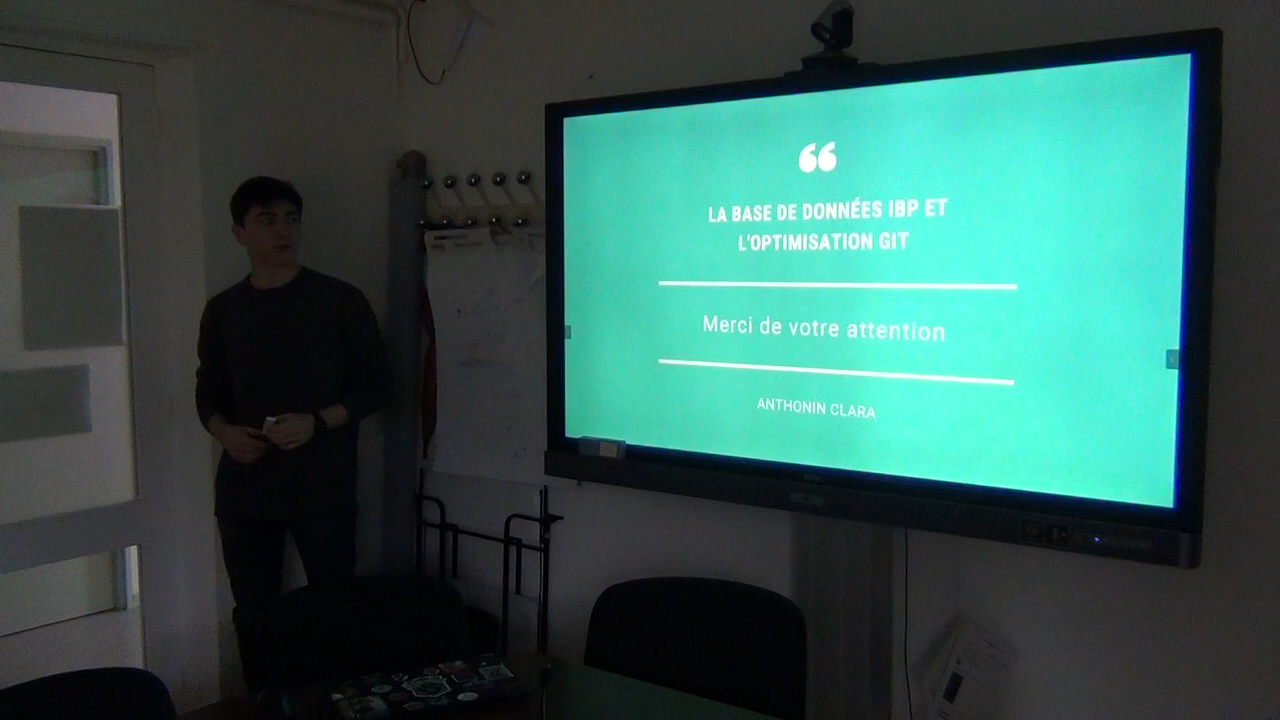 LA BASE DE DONNÉES IBP ET
L'OPTIMISATION GIT
Merci de votre attention
ANTHONIN CLARA